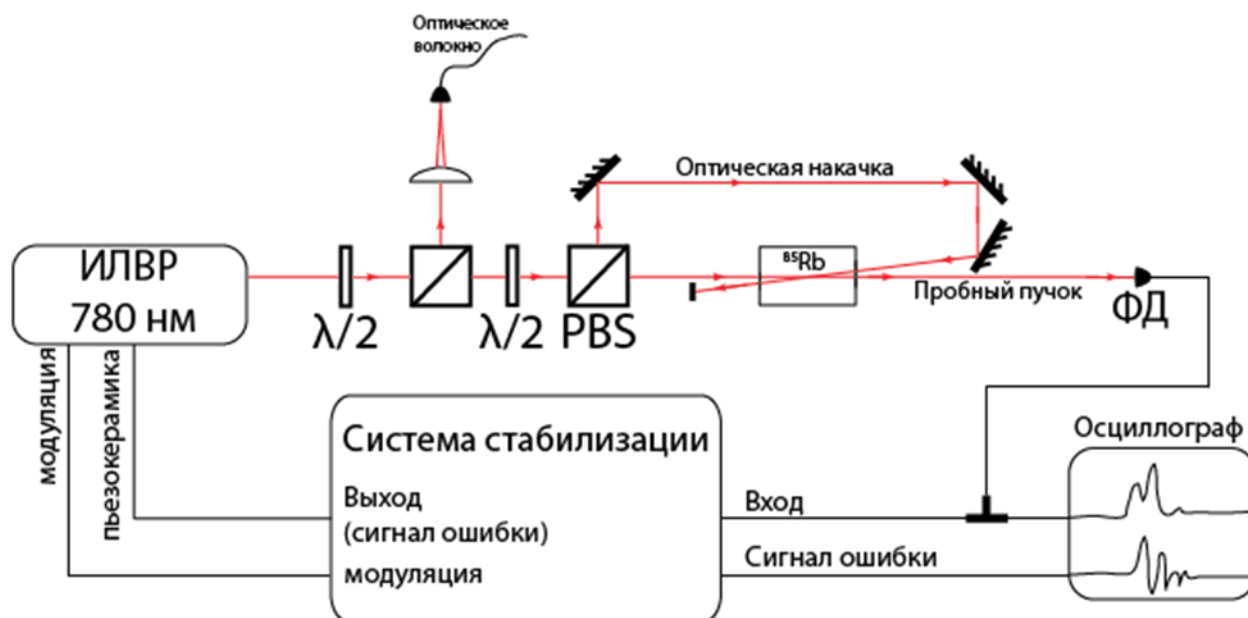 Оптическое
волокно
Оптическая накачка
ИЛВР
780 нм
λ/2
λ/2
PBS
⁸⁵Rb
Пробный пучок
ФД
модуляция
пьезокерамика
Система стабилизации
Выход
(сигнал ошибки)
модуляция
Вход
Сигнал ошибки
Осциллограф